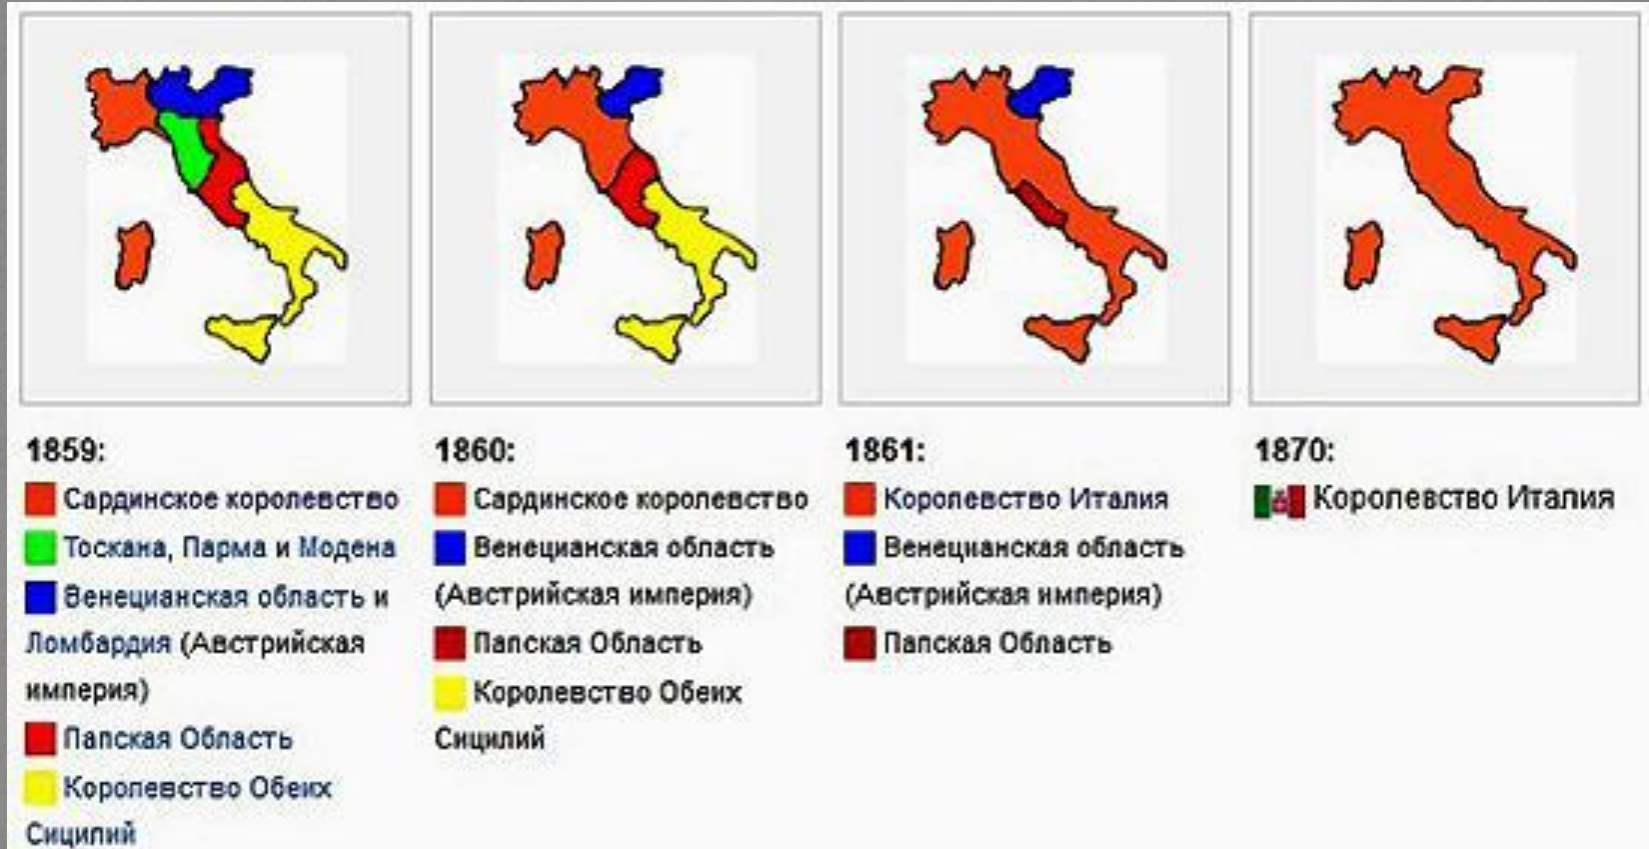 1859:
Сардинское королевство
Тоскана, Парма и Модена
Венецианская область и
Ломбардия (Австрийская
империя)
Папская Область
Королевство Обеих
Сицилий
1860:
Сардинское королевство
Венецианская область
(Австрийская империя)
Папская Область
Королевство Обеих
Сицилий
1861:
Королевство Италия
Венецианская область
(Австрийская империя)
Папская Область
1870:
Королевство Италия